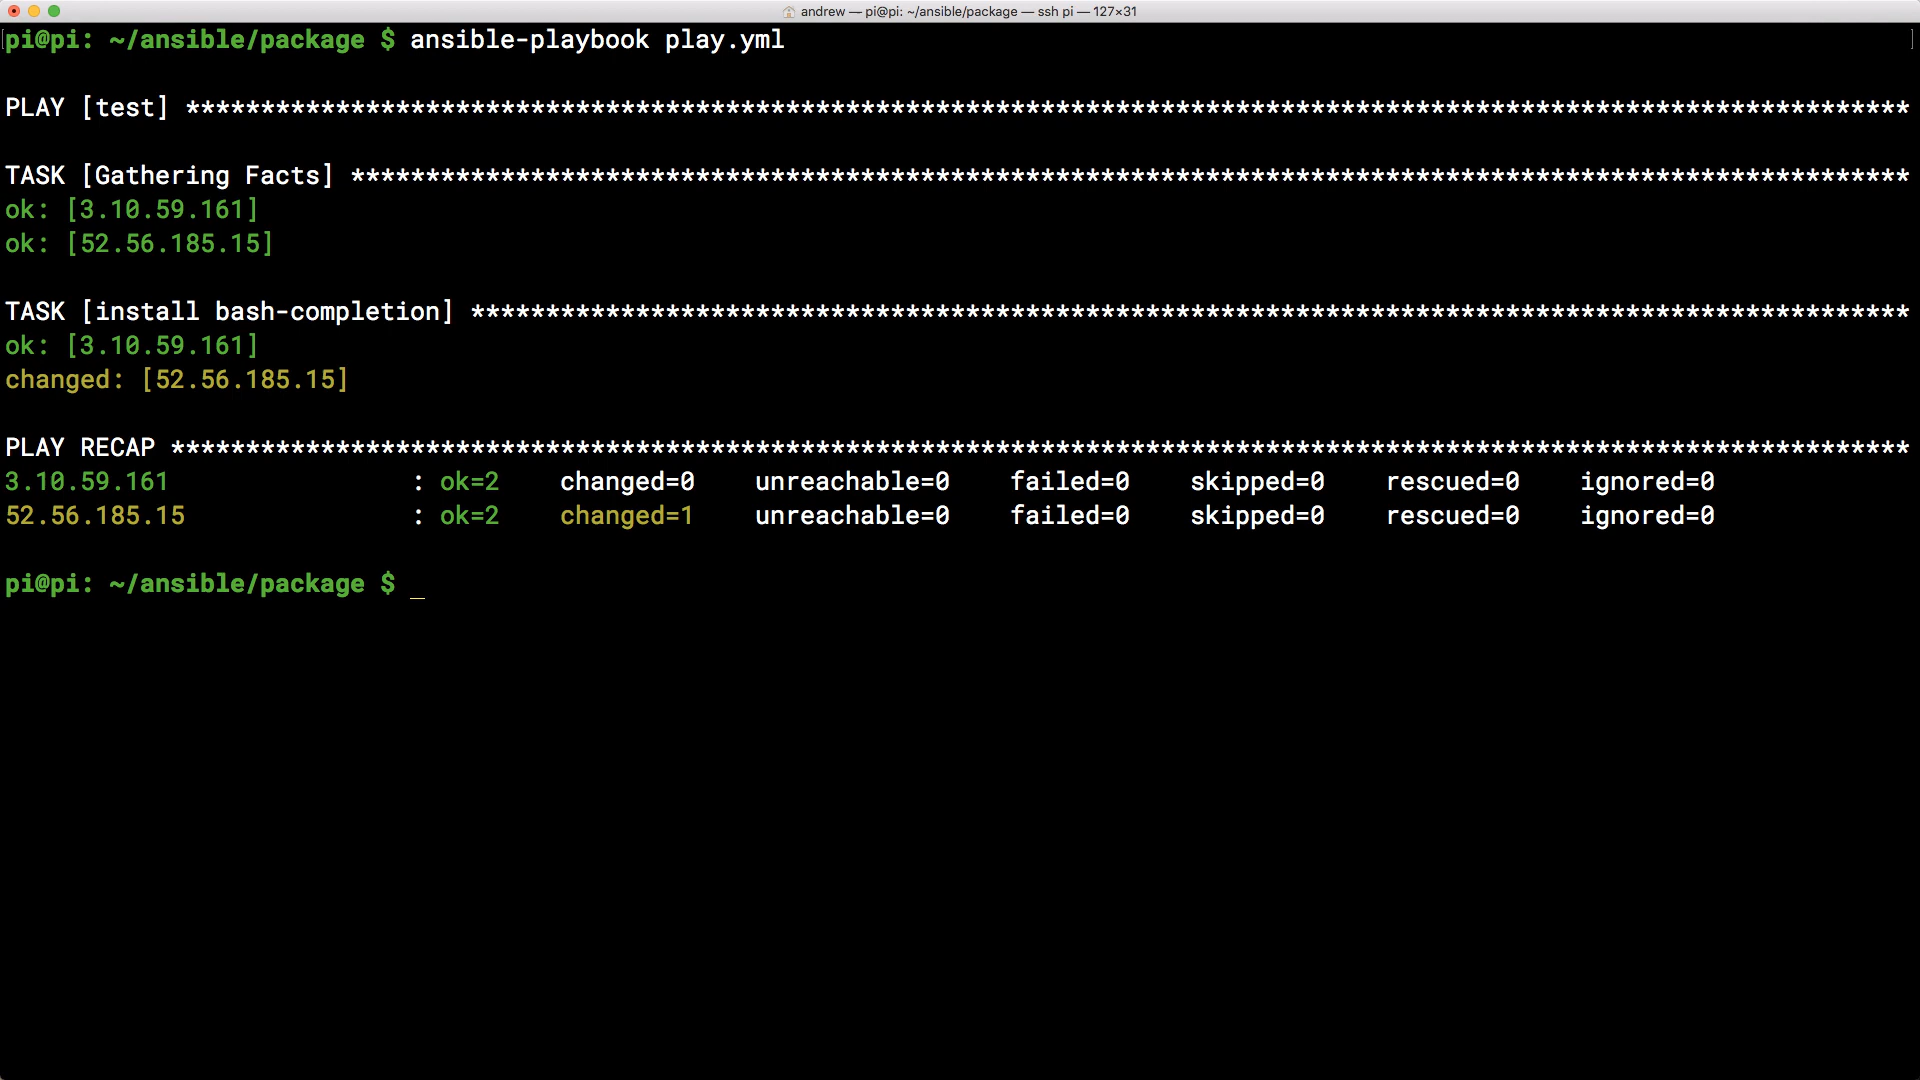 andrew — pi@pi: ~/ansible/package — ssh pi — 127×31
[pi@pi: ~/ansible/package $ ansible-playbook play.yml ]
PLAY [test] *******************************************************************************************************************
TASK [Gathering Facts] ********************************************************************************************************
ok: [3.10.59.161]
ok: [52.56.185.15]
TASK [install bash-completion] ************************************************************************************************
ok: [3.10.59.161]
changed: [52.56.185.15]
PLAY RECAP ********************************************************************************************************************
3.10.59.161                : ok=2    changed=0    unreachable=0    failed=0    skipped=0    rescued=0    ignored=0
52.56.185.15               : ok=2    changed=1    unreachable=0    failed=0    skipped=0    rescued=0    ignored=0
pi@pi: ~/ansible/package $ _